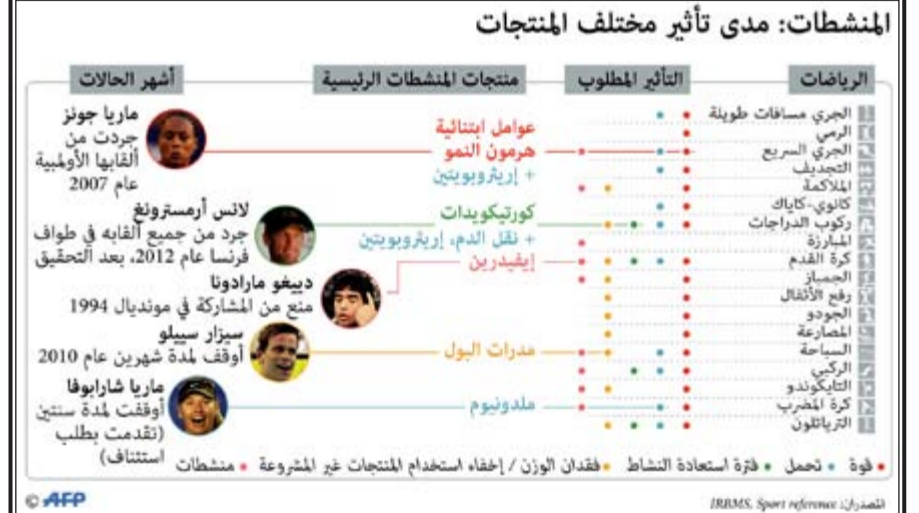 المنشطات: مدى تأثير مختلف المنتجات
الرياضات
التأثير المطلوب
منتجات المنشطات الرئيسية
أشهر الحالات
الجري مسافات طويلة
الرمي
الجري السريع
التجديف
الملاكمة
كانوي-كاياك
ركوب الدراجات
المبارزة
كرة القدم
الجمباز
رفع الأثقال
الجودو
المصارعة
السباحة
الركبي
التايكوندو
كرة المضرب
الترياثلون
عوامل ابتنائية
هرمون النمو
+ إريثروبويتين
كورتيكويدات
+ نقل الدم، إريثروبويتين
إيفيدرين
مدرات البول
ملدونيوم
ماريا جونز
جردت من
ألقابها الأولمبية
عام 2007
لانس أرمسترونغ
جرد من جميع ألقابه في طواف
فرنسا عام 2012، بعد التحقيق
دييغو مارادونا
منع من المشاركة في مونديال 1994
سيزار سييلو
أوقف لمدة شهرين عام 2010
ماريا شارابوفا
أوقفت لمدة سنتين
(تقدمت بطلب
استئناف)
• قوة • تحمل • فترة استعادة النشاط • فقدان الوزن / إخفاء استخدام المنتجات غير المشروعة • منشطات
المصدران: IRBMS, Sport reference
© AFP